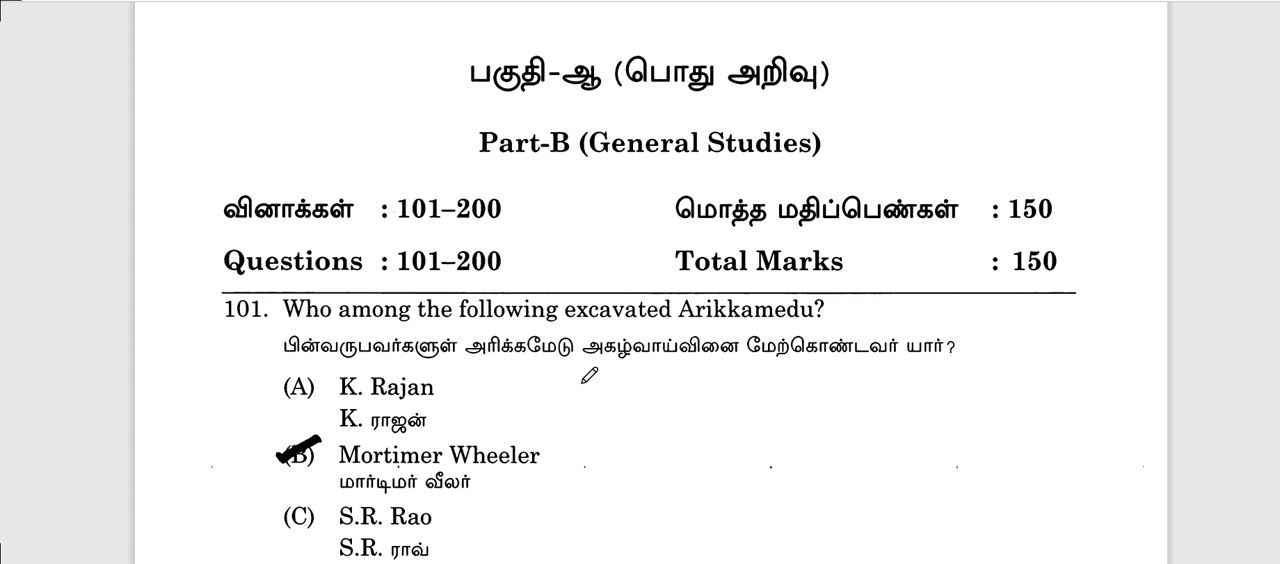 பகுதி-ஆ (பொது அறிவு)
Part-B (General Studies)
வினாக்கள் : 101–200 மொத்த மதிப்பெண்கள் : 150
Questions : 101–200 Total Marks : 150
101. Who among the following excavated Arikkamedu?
பின்வருபவர்களுள் அரிக்கமேடு அகழ்வாய்வினை மேற்கொண்டவர் யார்?
(A) K. Rajan
K. ராஜன்
(B) Mortimer Wheeler
மார்டிமர் வீலர்
(C) S.R. Rao
S.R. ராவ்